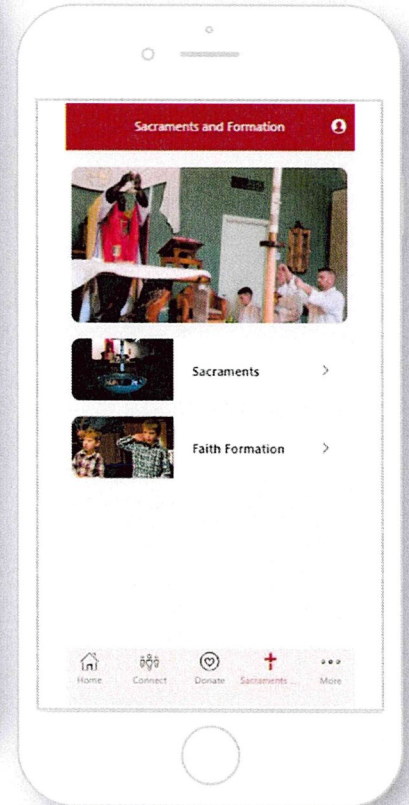 Sacraments and Formation
Sacraments
Faith Formation
Home Connect Donate Sacraments ... More